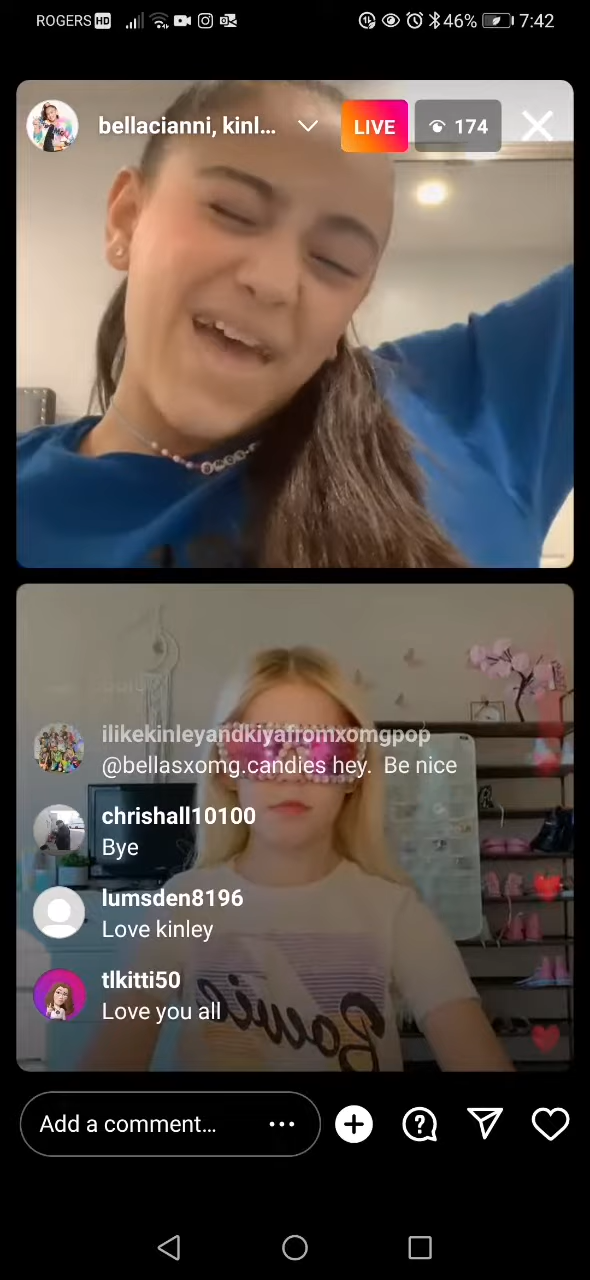 ROGERS HD 46% 7:42
bellacianni, kinl... LIVE 174
ilikekinleyandkiyafromxomgpop
@bellasxomg.candies hey. Be nice
chrishall10100
Bye
lumsden8196
Love kinley
tlkitti50
Love you all
Bowie
Add a comment...